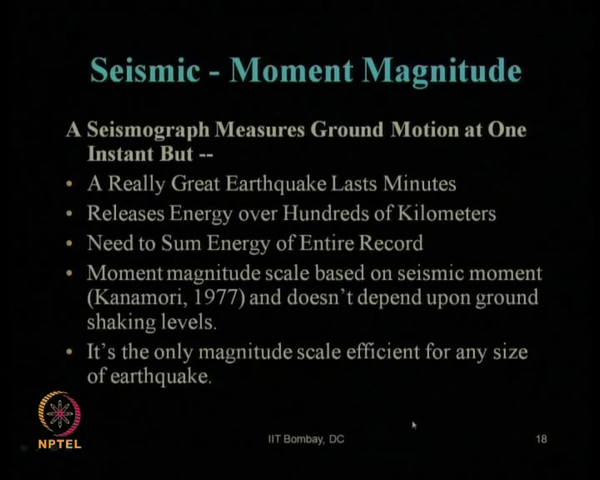 Seismic - Moment Magnitude
A Seismograph Measures Ground Motion at One
Instant But --
• A Really Great Earthquake Lasts Minutes
• Releases Energy over Hundreds of Kilometers
• Need to Sum Energy of Entire Record
• Moment magnitude scale based on seismic moment
(Kanamori, 1977) and doesn't depend upon ground
shaking levels.
• It's the only magnitude scale efficient for any size
of earthquake.
NPTEL
IIT Bombay, DC
18